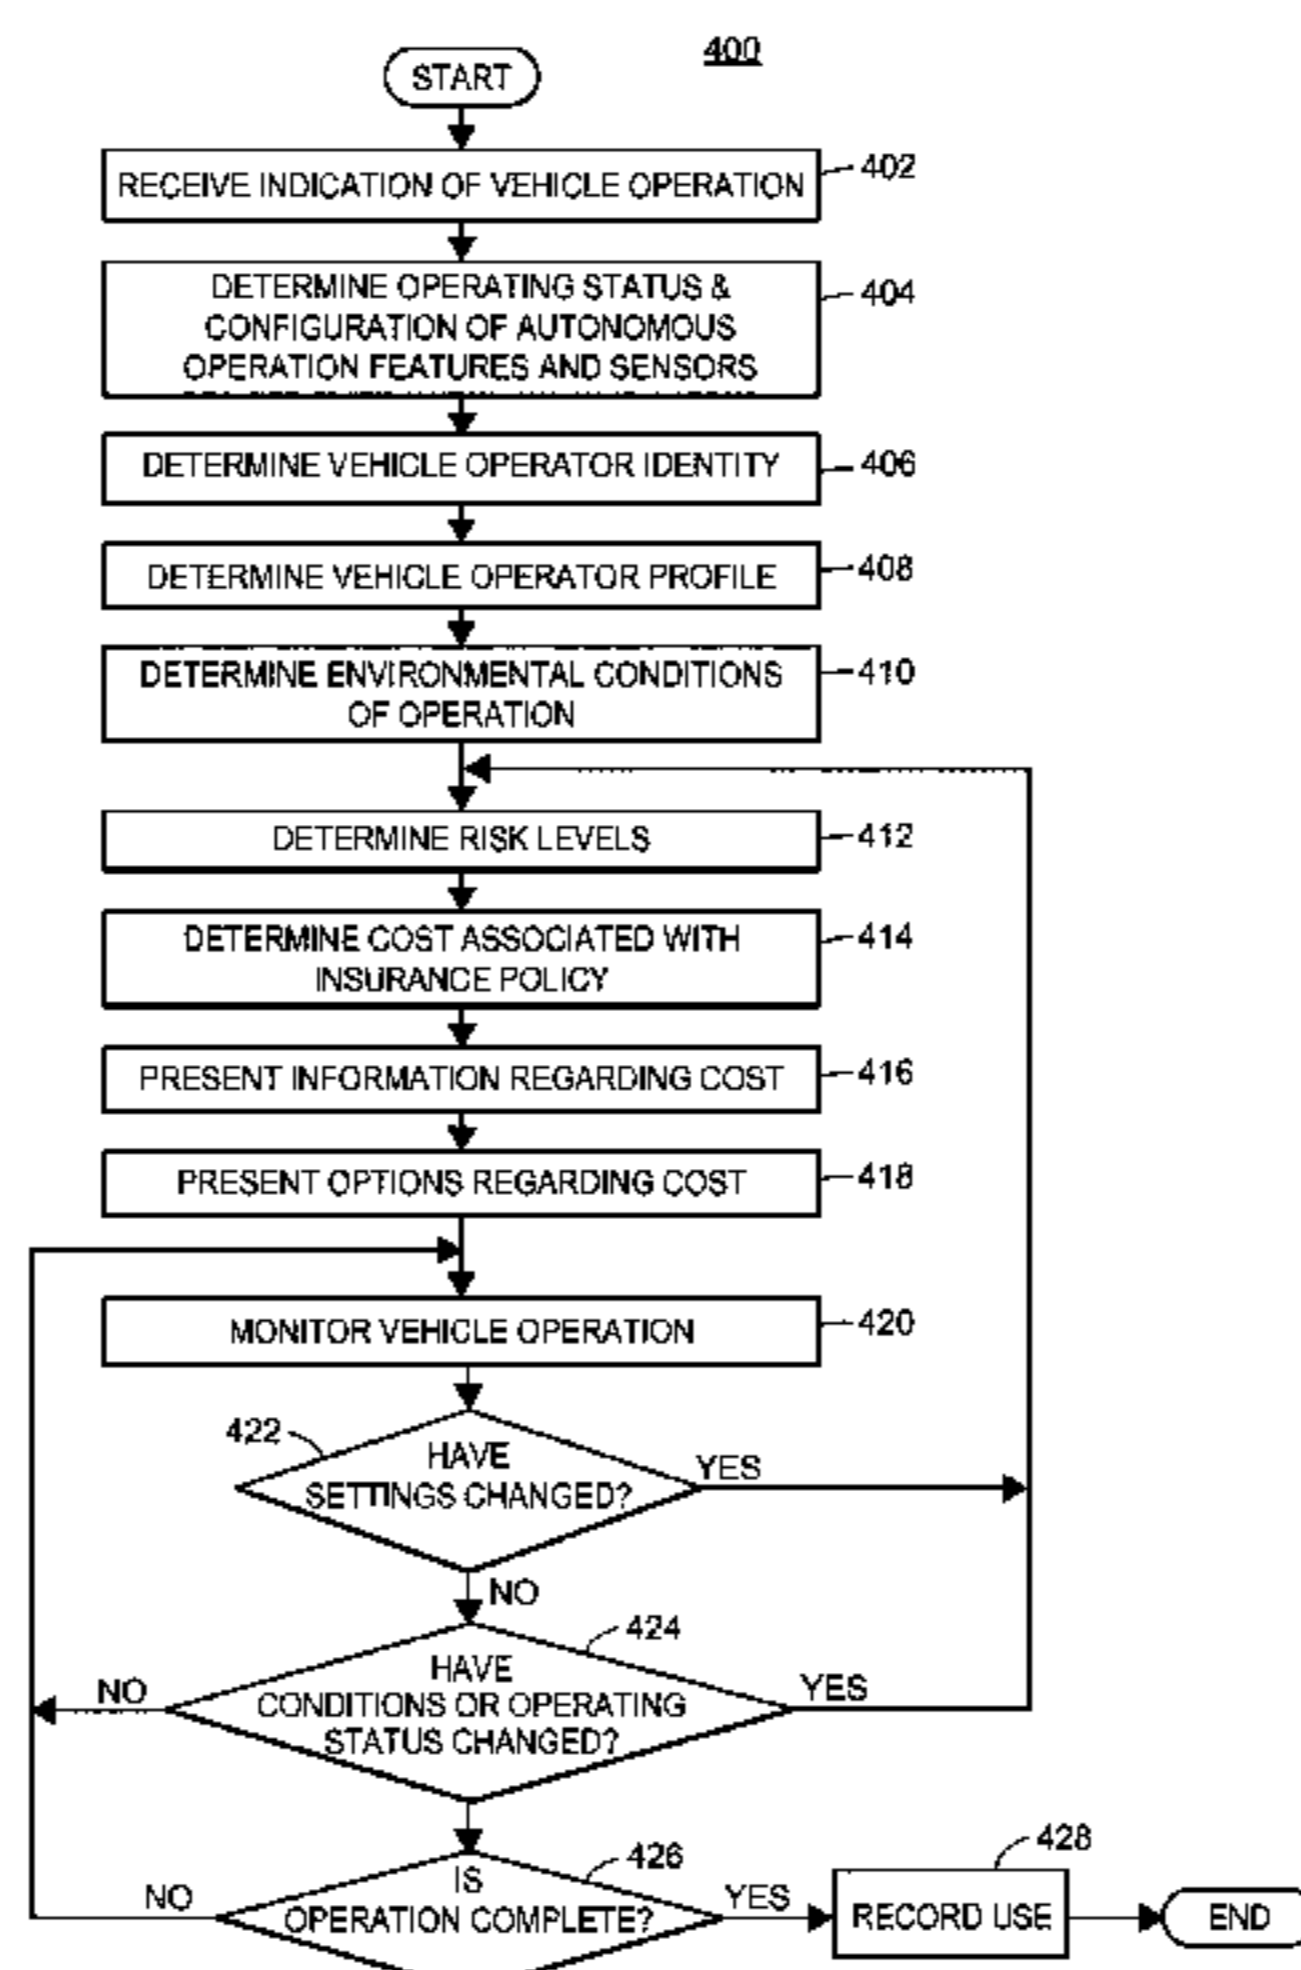 400
START
RECEIVE INDICATION OF VEHICLE OPERATION
402
DETERMINE OPERATING STATUS &
CONFIGURATION OF AUTONOMOUS
OPERATION FEATURES AND SENSORS
404
DETERMINE VEHICLE OPERATOR IDENTITY
406
DETERMINE VEHICLE OPERATOR PROFILE
408
DETERMINE ENVIRONMENTAL CONDITIONS
OF OPERATION
410
DETERMINE RISK LEVELS
412
DETERMINE COST ASSOCIATED WITH
INSURANCE POLICY
414
PRESENT INFORMATION REGARDING COST
416
PRESENT OPTIONS REGARDING COST
418
MONITOR VEHICLE OPERATION
420
422
HAVE
SETTINGS CHANGED?
YES
NO
424
HAVE
CONDITIONS OR OPERATING
STATUS CHANGED?
NO
YES
426
IS
OPERATION COMPLETE?
NO
YES
428
RECORD USE
END